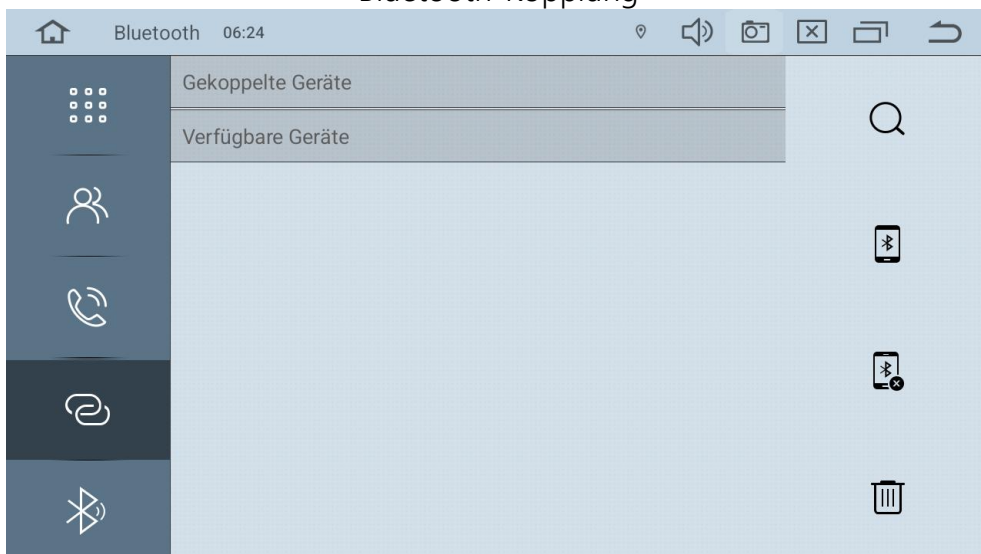 Bluetooth-Kopplung
Bluetooth 06:24
Gekoppelte Geräte
Verfügbare Geräte